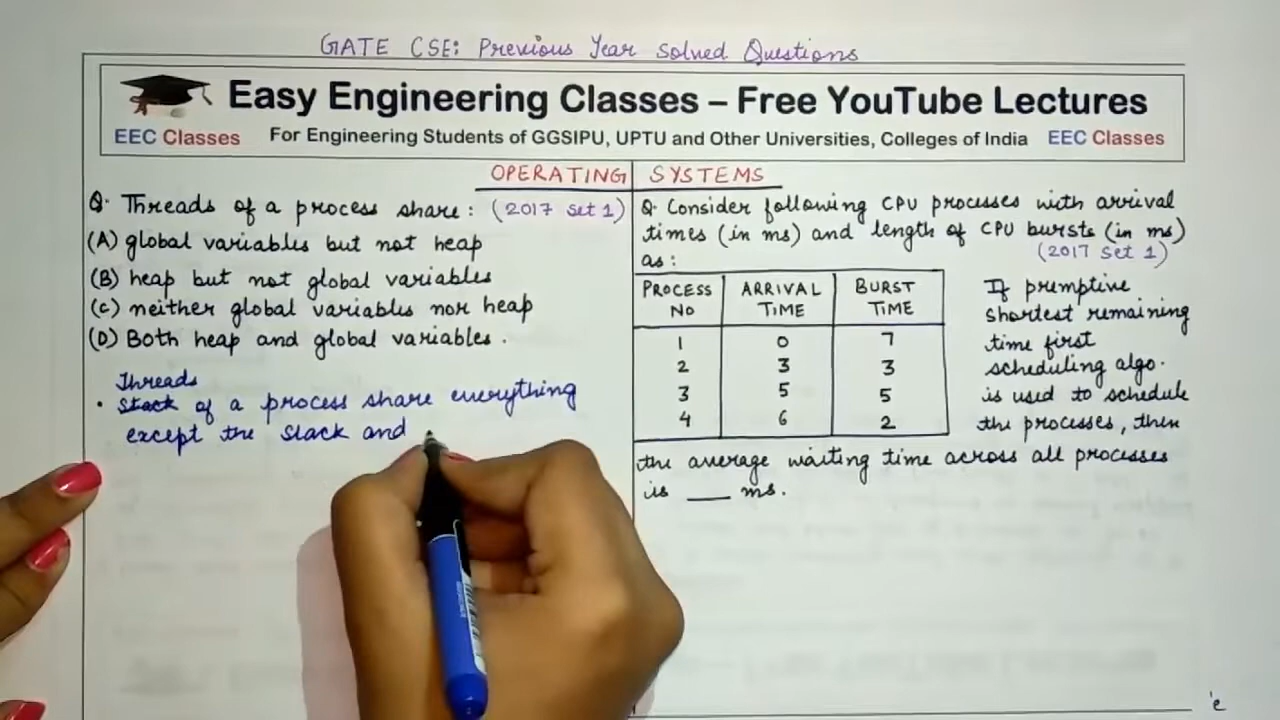 GATE CSE: Previous Year Solved Questions
Easy Engineering Classes – Free YouTube Lectures
EEC Classes For Engineering Students of GGSIPU, UPTU and Other Universities, Colleges of India EEC Classes
OPERATING SYSTEMS
Q. Threads of a process share: (2017 Set 1)
(A) global variables but not heap
(B) heap but not global variables
(C) neither global variables nor heap
(D) Both heap and global variables.
Threads
• Stack of a process share everything
except the stack and
Q. Consider following CPU processes with arrival
times (in ms) and length of CPU bursts (in ms)
as: (2017 Set 1)
PROCESS NO ARRIVAL TIME BURST TIME
1 0 7
2 3 3
3 5 5
4 6 2
If premptive
shortest remaining
time first
scheduling algo.
is used to schedule
the processes, then
the average waiting time across all processes
is ___ ms.